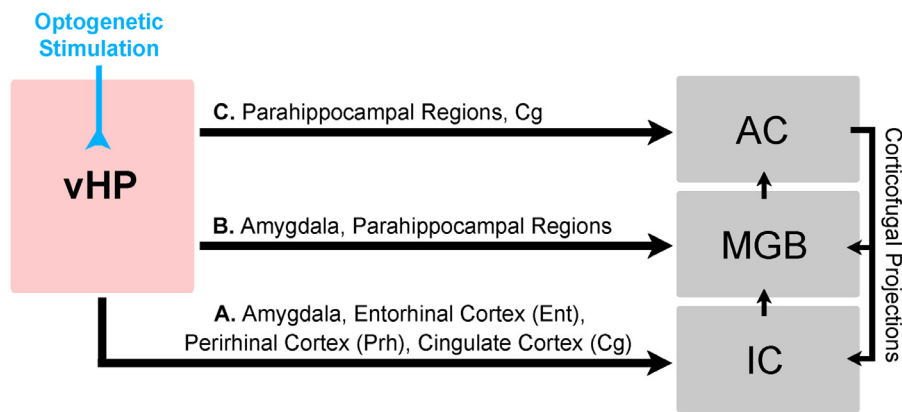 Optogenetic
Stimulation
vHP
C. Parahippocampal Regions, Cg
B. Amygdala, Parahippocampal Regions
A. Amygdala, Entorhinal Cortex (Ent),
Perirhinal Cortex (Prh), Cingulate Cortex (Cg)
AC
MGB
IC
Corticofugal Projections